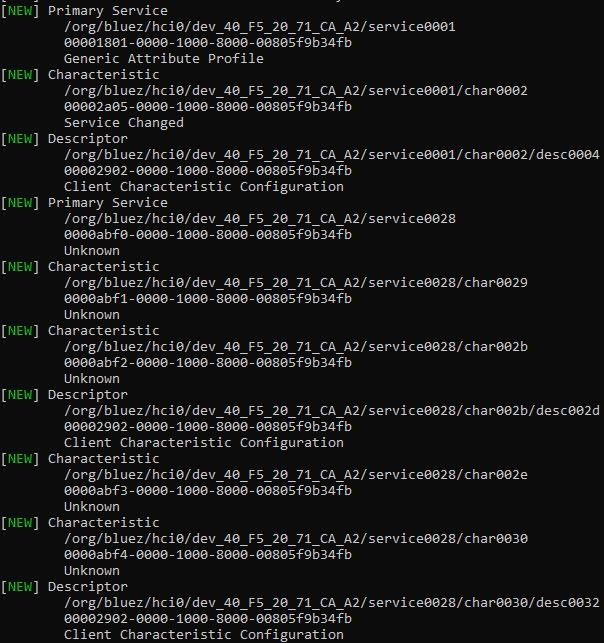 [NEW] Primary Service
/org/bluez/hci0/dev_40_F5_20_71_CA_A2/service0001
00001801-0000-1000-8000-00805f9b34fb
Generic Attribute Profile
[NEW] Characteristic
/org/bluez/hci0/dev_40_F5_20_71_CA_A2/service0001/char0002
00002a05-0000-1000-8000-00805f9b34fb
Service Changed
[NEW] Descriptor
/org/bluez/hci0/dev_40_F5_20_71_CA_A2/service0001/char0002/desc0004
00002902-0000-1000-8000-00805f9b34fb
Client Characteristic Configuration
[NEW] Primary Service
/org/bluez/hci0/dev_40_F5_20_71_CA_A2/service0028
0000abf0-0000-1000-8000-00805f9b34fb
Unknown
[NEW] Characteristic
/org/bluez/hci0/dev_40_F5_20_71_CA_A2/service0028/char0029
0000abf1-0000-1000-8000-00805f9b34fb
Unknown
[NEW] Characteristic
/org/bluez/hci0/dev_40_F5_20_71_CA_A2/service0028/char002b
0000abf2-0000-1000-8000-00805f9b34fb
Unknown
[NEW] Descriptor
/org/bluez/hci0/dev_40_F5_20_71_CA_A2/service0028/char002b/desc002d
00002902-0000-1000-8000-00805f9b34fb
Client Characteristic Configuration
[NEW] Characteristic
/org/bluez/hci0/dev_40_F5_20_71_CA_A2/service0028/char002e
0000abf3-0000-1000-8000-00805f9b34fb
Unknown
[NEW] Characteristic
/org/bluez/hci0/dev_40_F5_20_71_CA_A2/service0028/char0030
0000abf4-0000-1000-8000-00805f9b34fb
Unknown
[NEW] Descriptor
/org/bluez/hci0/dev_40_F5_20_71_CA_A2/service0028/char0030/desc0032
00002902-0000-1000-8000-00805f9b34fb
Client Characteristic Configuration